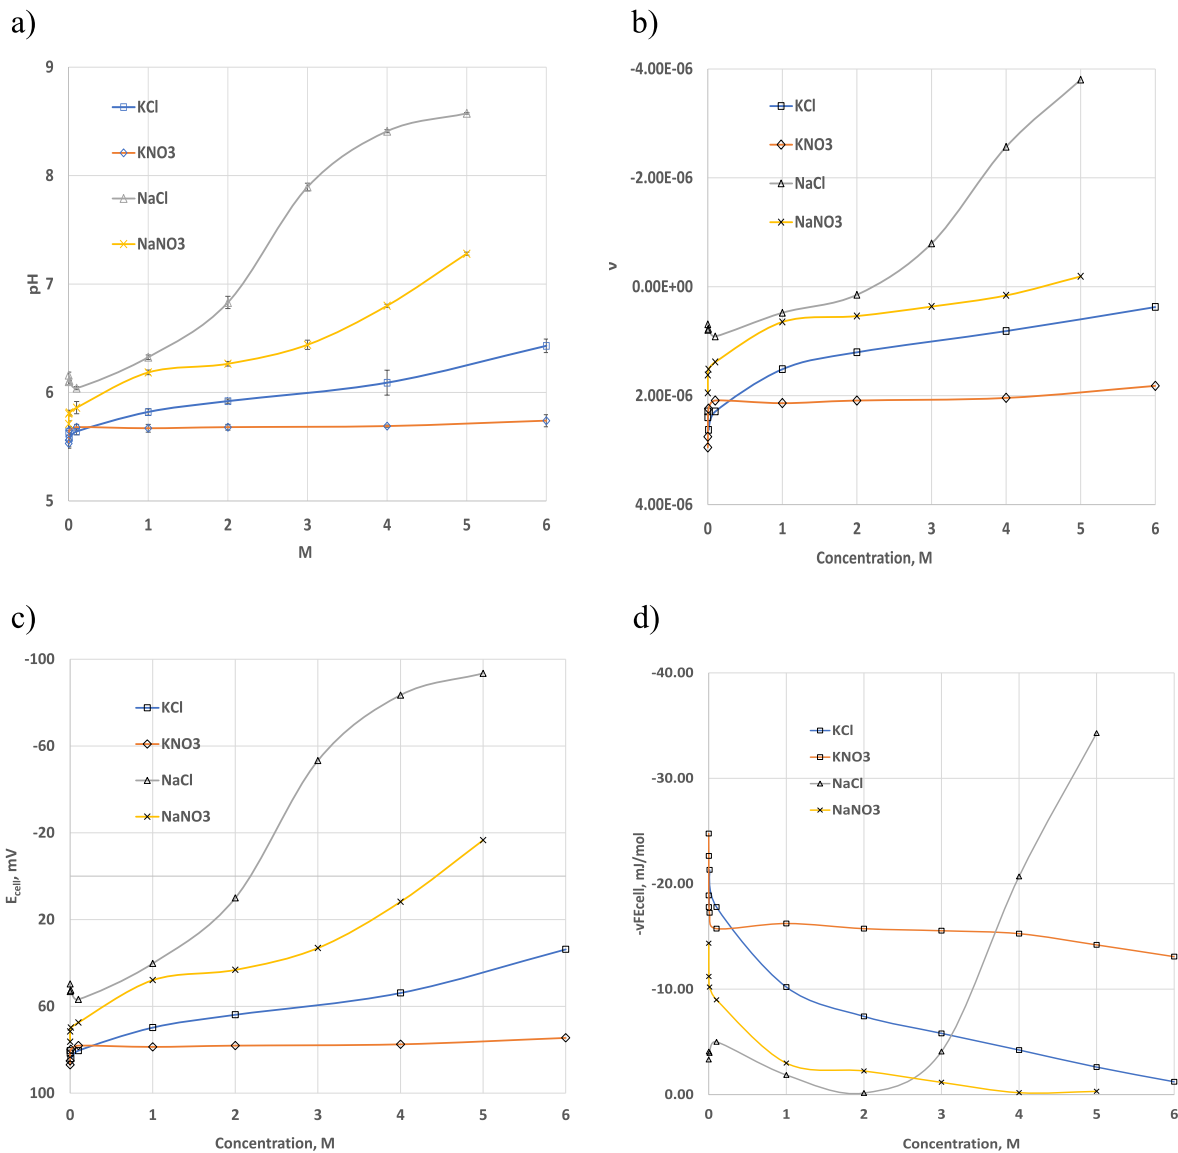 a)
9
8
7
6
5
pH
KCl
KNO3
NaCl
NaNO3
0 1 2 3 4 5 6
M
b)
-4.00E-06
-2.00E-06
0.00E+00
2.00E-06
4.00E-06
KCl
KNO3
NaCl
NaNO3
0 1 2 3 4 5 6
Concentration, M
c)
-100
-60
-20
20
60
100
Ecell, mV
KCl
KNO3
NaCl
NaNO3
0 1 2 3 4 5 6
Concentration, M
d)
-40.00
-30.00
-20.00
-10.00
0.00
-vFEcell, mJ/mol
KCl
KNO3
NaCl
NaNO3
0 1 2 3 4 5 6
Concentration, M